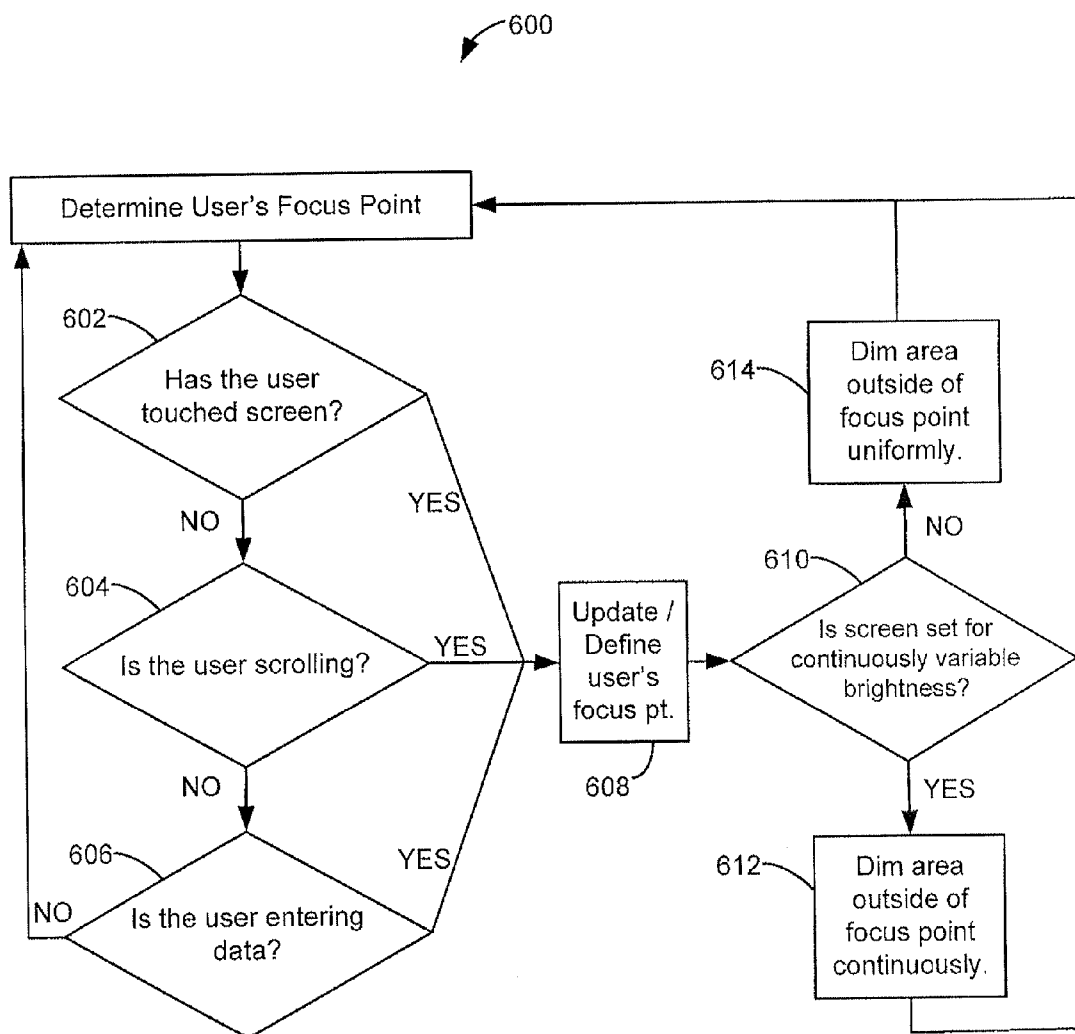 600
Determine User's Focus Point
602
Has the user
touched screen?
YES
NO
604
Is the user scrolling?
YES
NO
606
Is the user entering
data?
YES
NO
Update /
Define
user's
focus pt.
608
610
Is screen set for
continuously variable
brightness?
NO
YES
614
Dim area
outside of
focus point
uniformly.
612
Dim area
outside of
focus point
continuously.